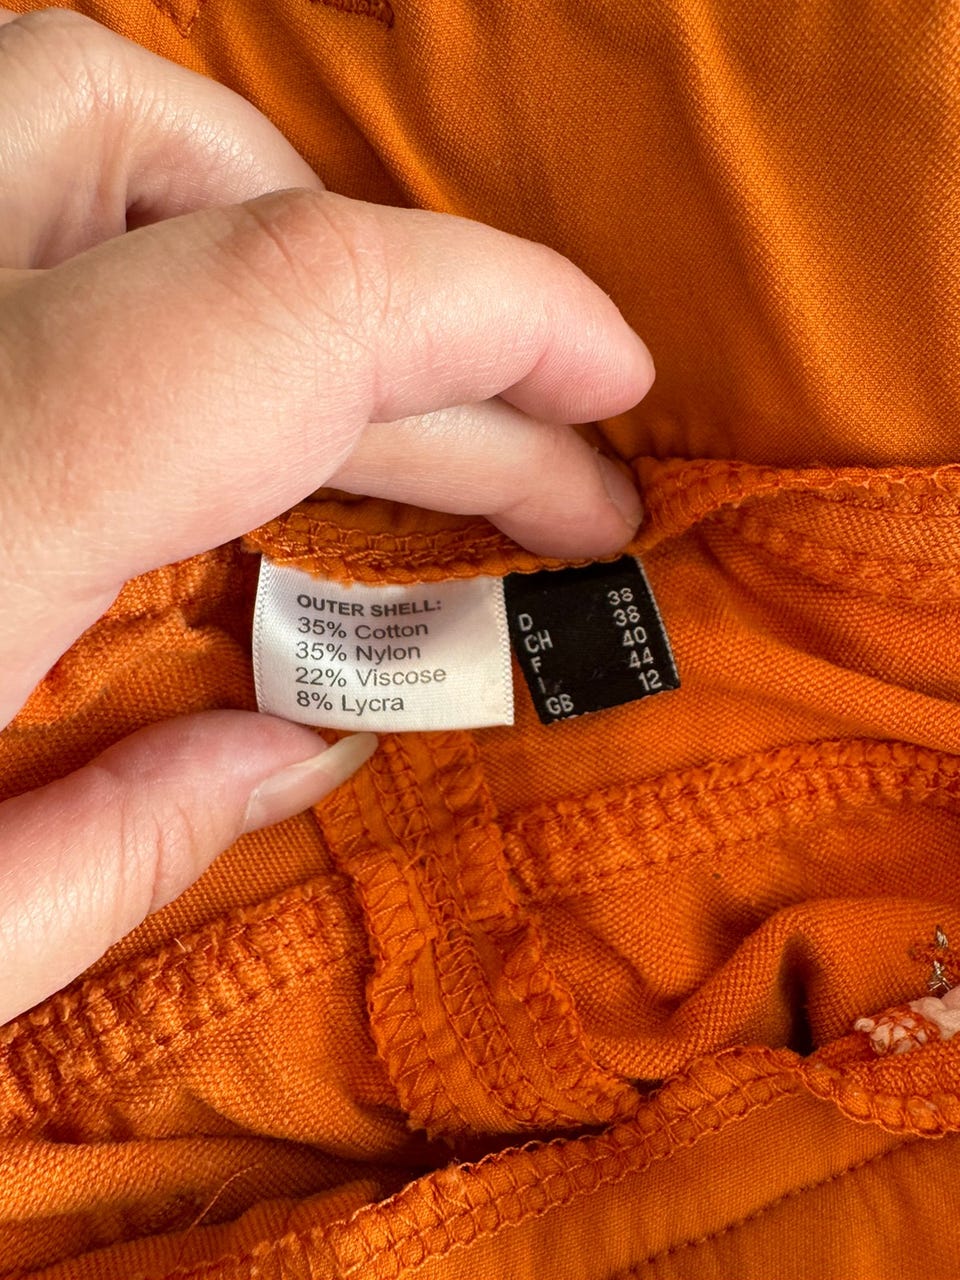 OUTER SHELL:
35% Cotton
35% Nylon
22% Viscose
8% Lycra
D 38
CH 38
F 40
I 44
GB 12